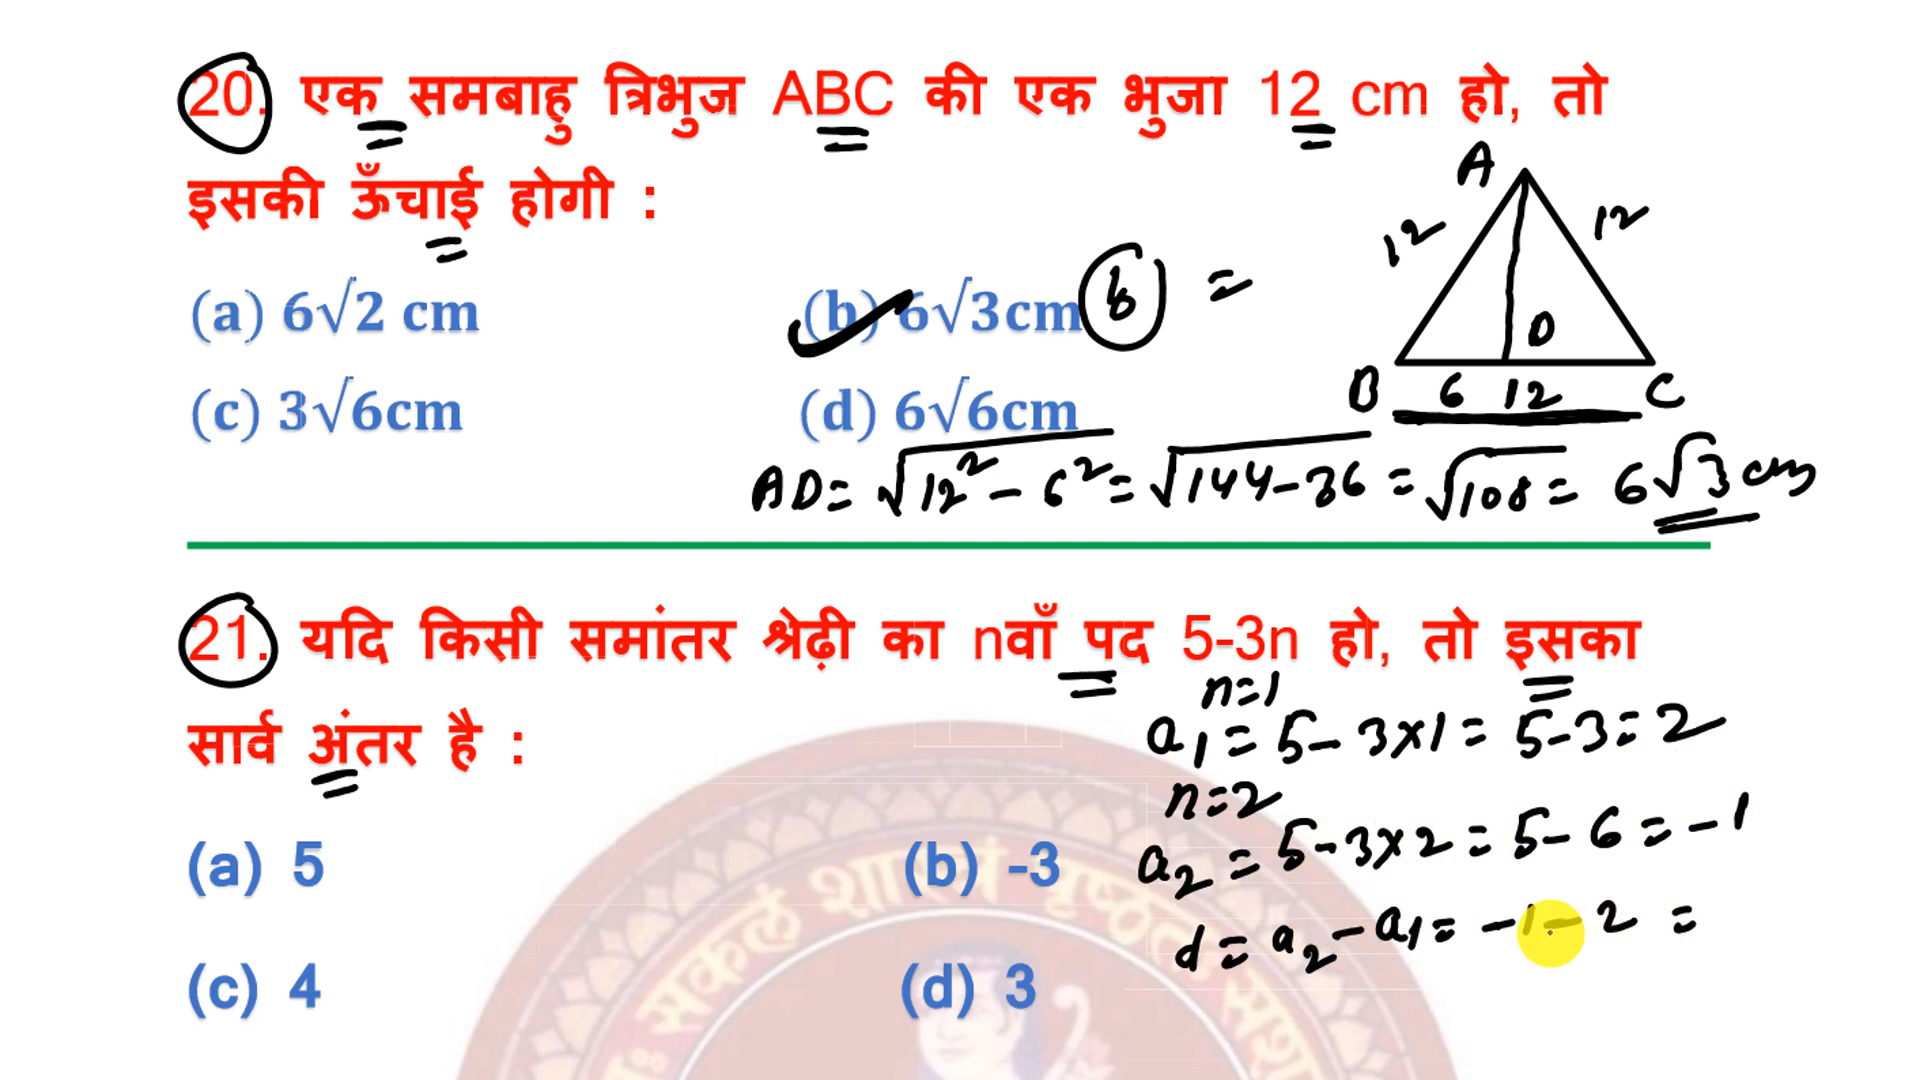 20. एक समबाहु त्रिभुज ABC की एक भुजा 12 cm हो, तो
इसकी ऊँचाई होगी :
(a) 6√2 cm
(b) 6√3cm
(b) =
(c) 3√6cm
(d) 6√6cm
A
12
12
D
B 6 12 C
AD = √12² - 6² = √144-36 = √108 = 6√3 cm
21. यदि किसी समांतर श्रेढ़ी का nवाँ पद 5-3n हो, तो इसका
सार्व अंतर है :
n=1
a1 = 5-3×1 = 5-3=2
n=2
a2 = 5-3×2 = 5-6=-1
d = a2-a1 = -1-2 =
(a) 5
(b) -3
(c) 4
(d) 3
सकलं शास्त्रं